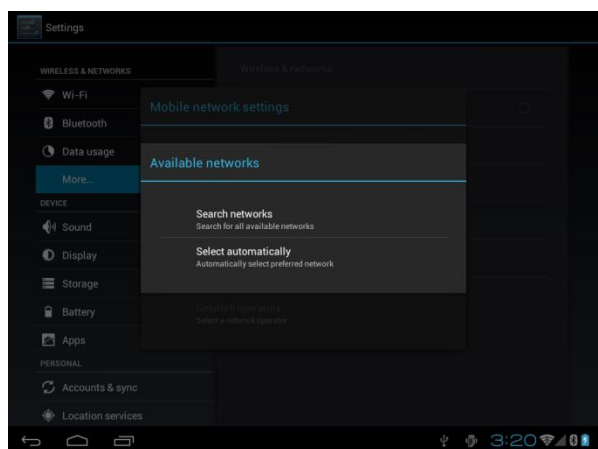 Settings
WIRELESS & NETWORKS
Wireless & networks
Wi-Fi
Mobile network settings
Bluetooth
Data usage
Available networks
More...
DEVICE
Search networks
Search for all available networks
Sound
Select automatically
Display
Automatically select preferred network
Storage
Battery
Network operators
Select a network operator
Apps
PERSONAL
Accounts & sync
Location services
3:20